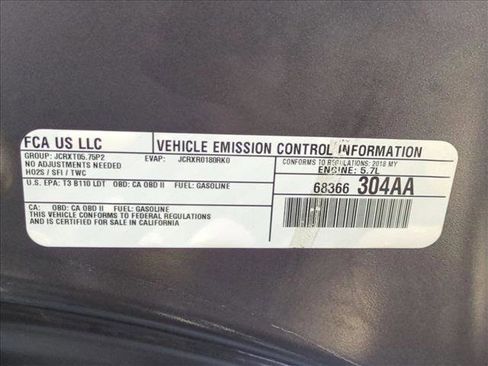 FCA US LLC
VEHICLE EMISSION CONTROL INFORMATION
GROUP: JCRXT05.75P2 EVAP: JCRXR0180RK0
NO ADJUSTMENTS NEEDED
HO2S / SFI / TWC
CONFORMS TO REGULATIONS: 2018 MY
ENGINE: 5.7L
U.S. EPA: T3 B110 LDT OBD: CA OBD II FUEL: GASOLINE
68366 304AA
CA: OBD: CA OBD II FUEL: GASOLINE
THIS VEHICLE CONFORMS TO FEDERAL REGULATIONS
AND IS CERTIFIED FOR SALE IN CALIFORNIA